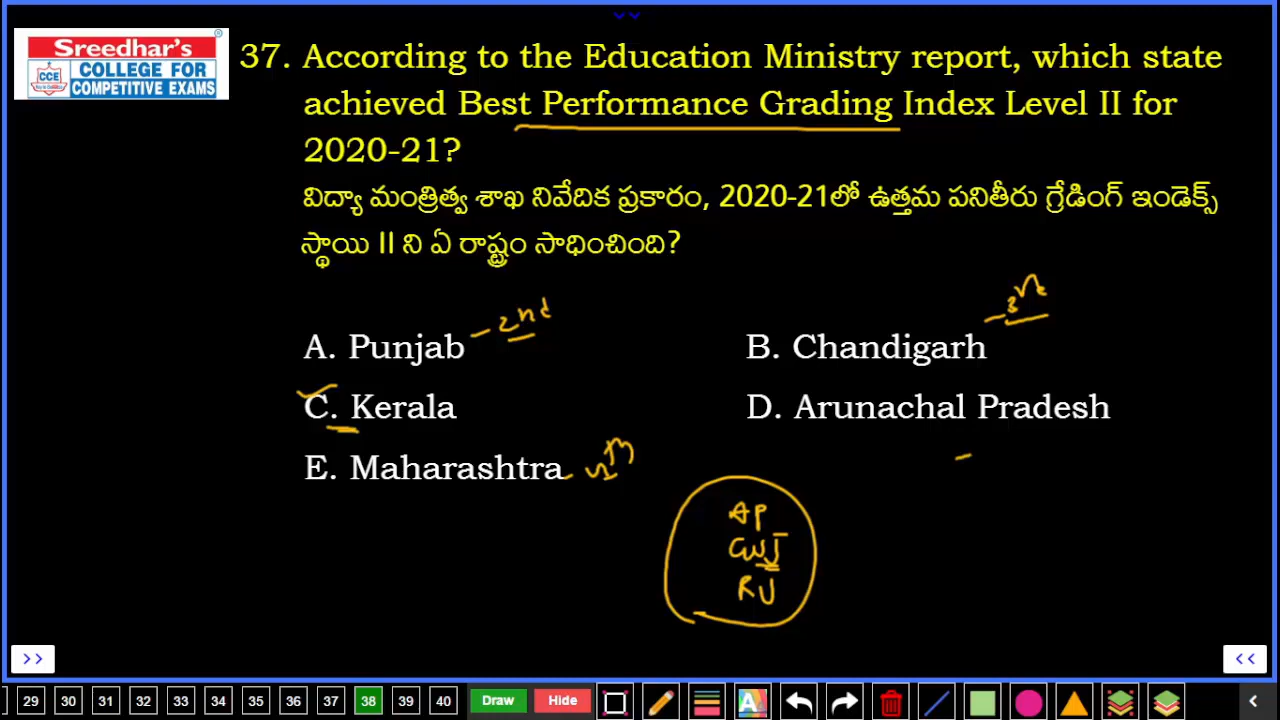 Sreedhar's
CCE
COLLEGE FOR
COMPETITIVE EXAMS
37. According to the Education Ministry report, which state
achieved Best Performance Grading Index Level II for
2020-21?
విద్యా మంత్రిత్వ శాఖ నివేదిక ప్రకారం, 2020-21లో ఉత్తమ పనితీరు గ్రేడింగ్ ఇండెక్స్
స్థాయి II ని ఏ రాష్ట్రం సాధించింది?
A. Punjab - 2nd
B. Chandigarh - 3rd
C. Kerala
D. Arunachal Pradesh
E. Maharashtra
AP
GUJ
RJ
>>
<<
29 30 31 32 33 34 35 36 37 38 39 40 Draw Hide A <